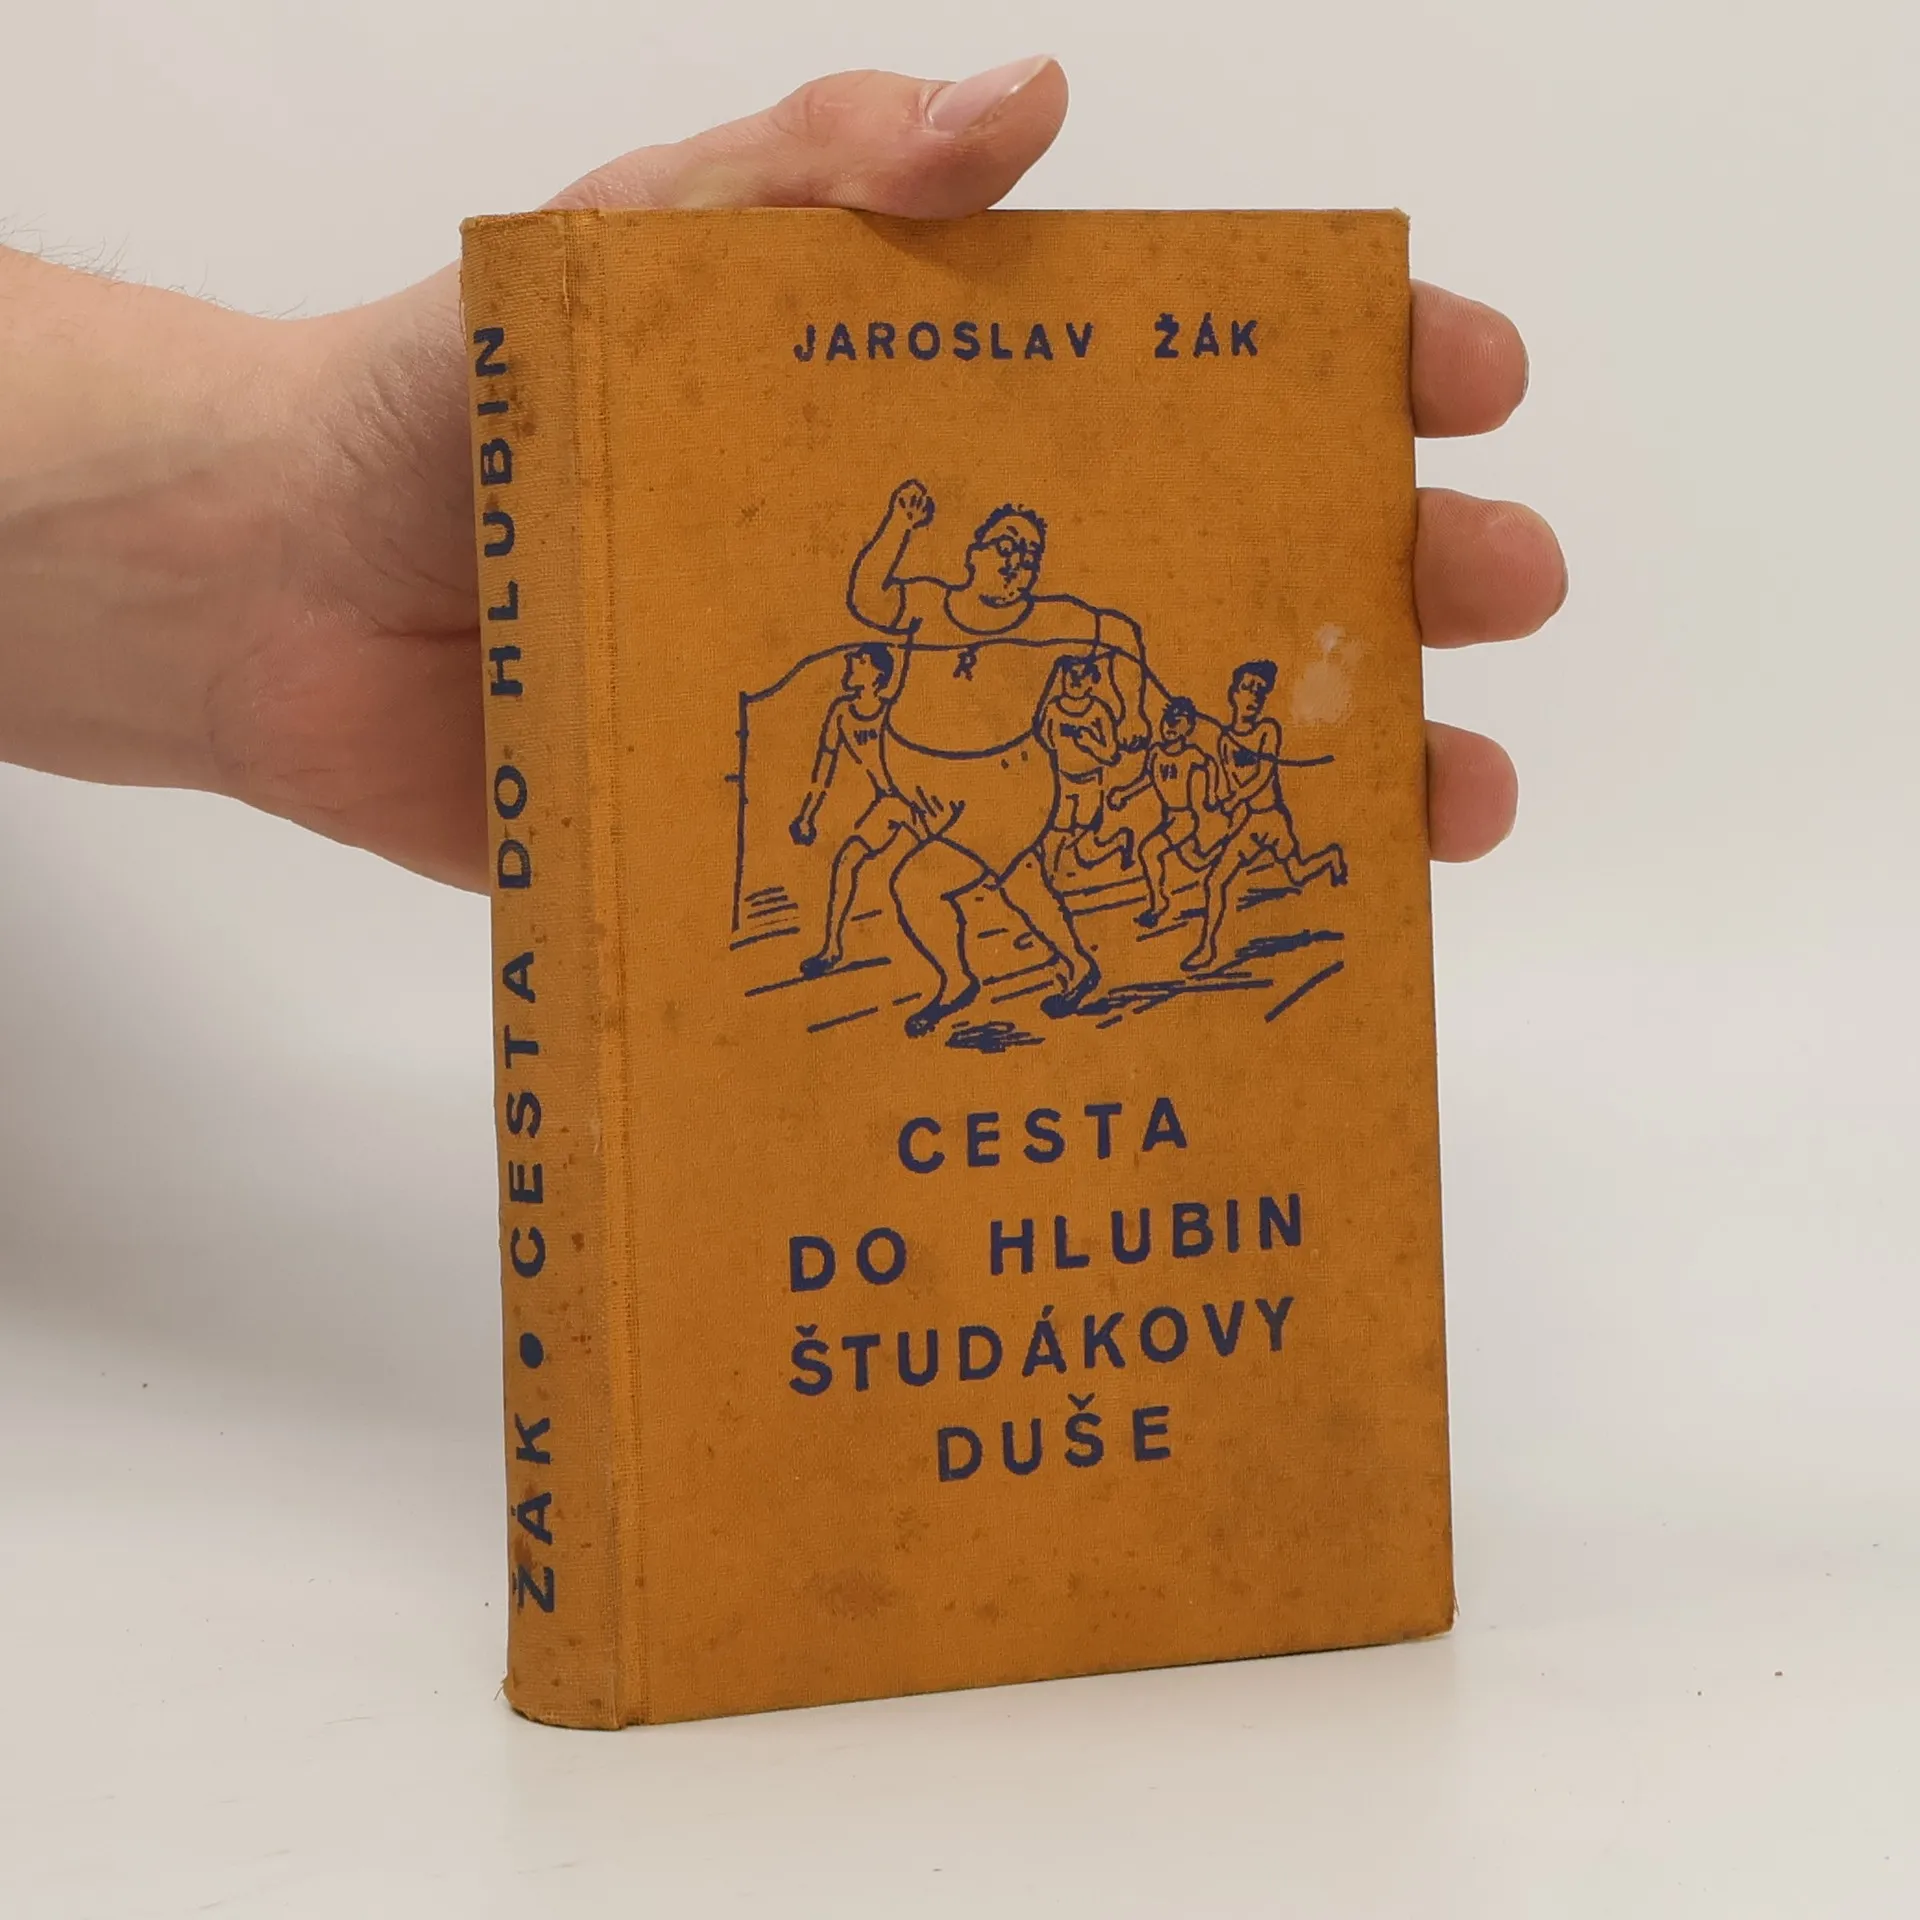 JAROSLAV ŽÁK
R
CESTA
DO HLUBIN
ŠTUDÁKOVY
DUŠE
ŽÁK • CESTA DO HLUBIN